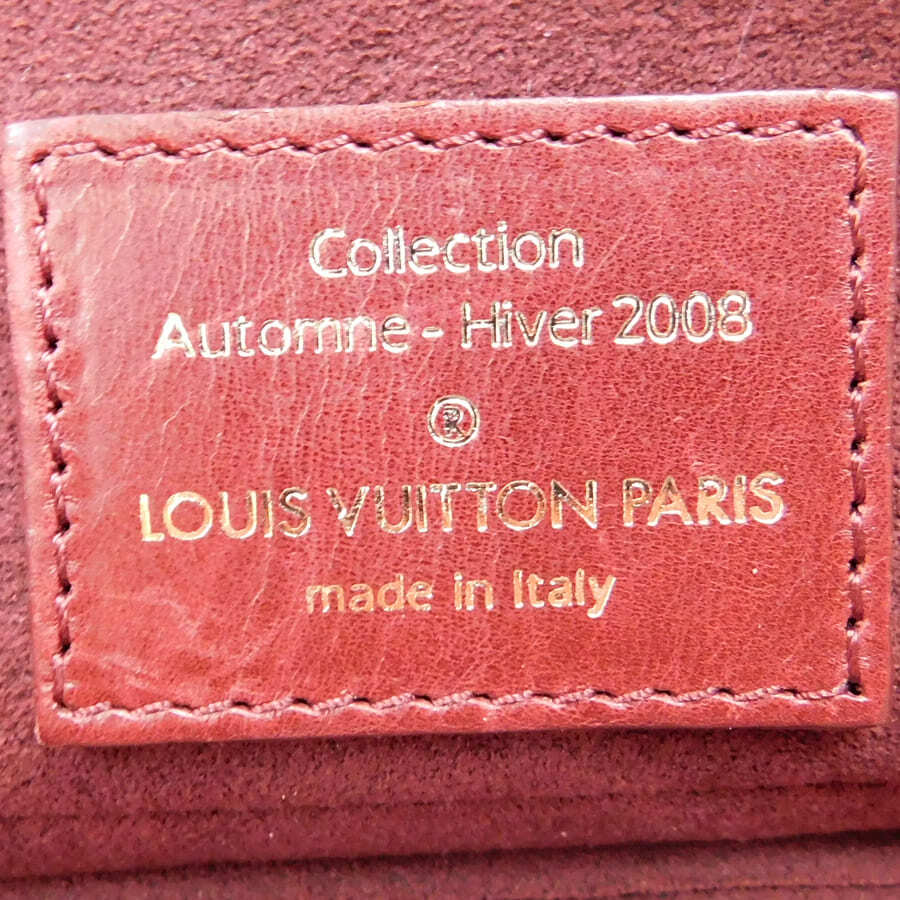 Collection
Automne - Hiver 2008
®
LOUIS VUITTON PARIS
made in Italy